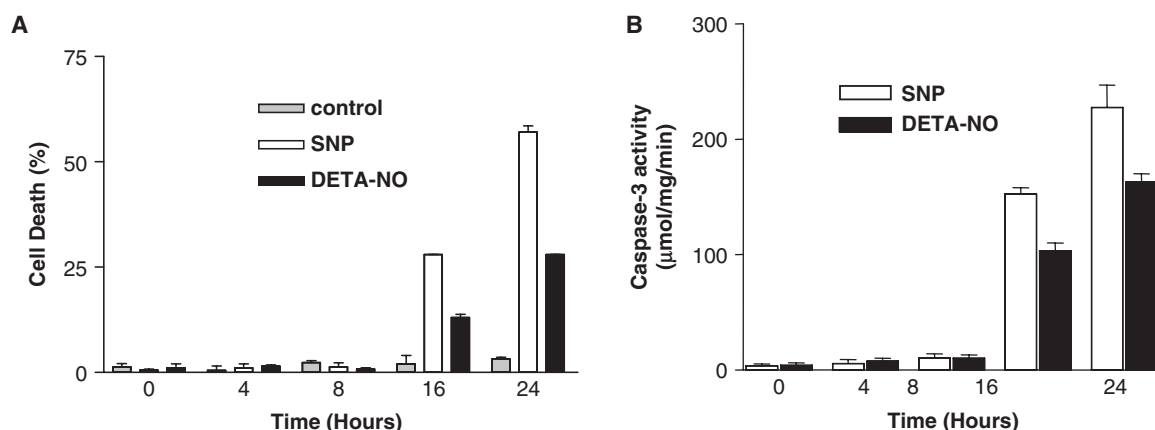 A
Cell Death (%)
75
50
25
0
control
SNP
DETA-NO
0 4 8 16 24
Time (Hours)
B
Caspase-3 activity
(μmol/mg/min)
300
200
100
0
SNP
DETA-NO
0 4 8 16 24
Time (Hours)